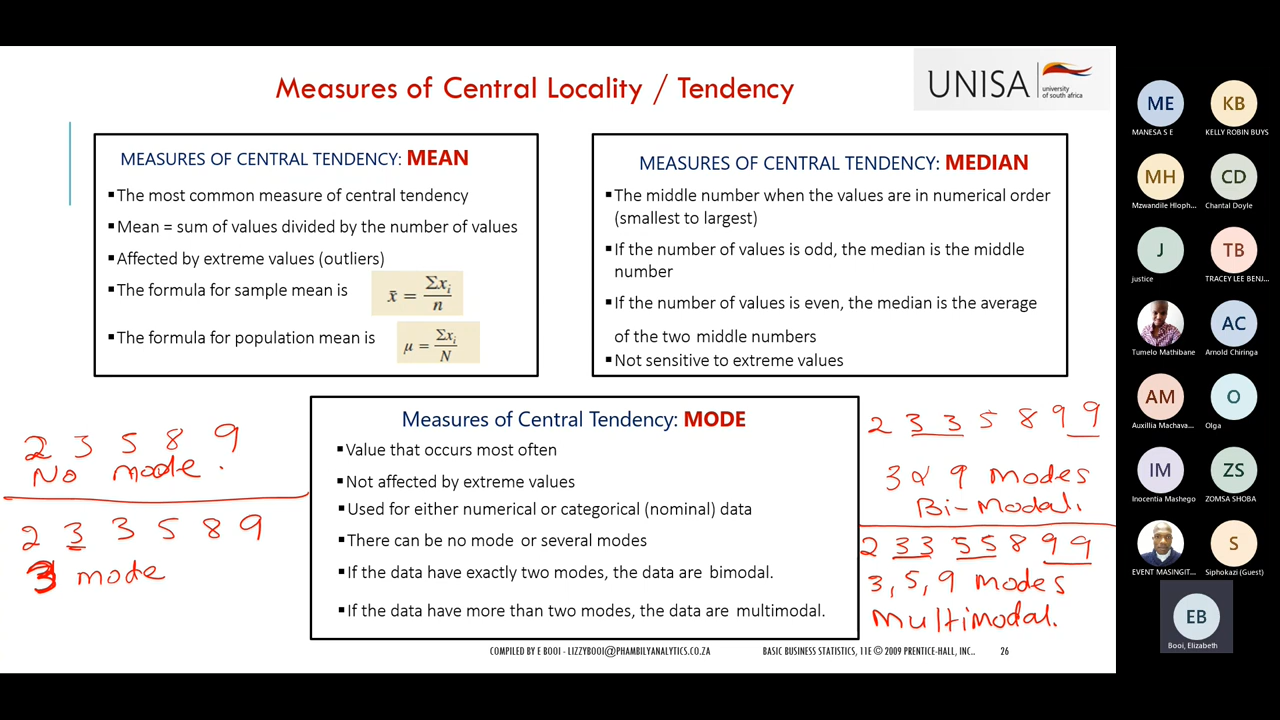 Measures of Central Locality / Tendency
UNISA
university
of south africa
MEASURES OF CENTRAL TENDENCY: MEAN
▪The most common measure of central tendency
▪Mean = sum of values divided by the number of values
▪Affected by extreme values (outliers)
▪The formula for sample mean is x̄ = Σxᵢ / n
▪The formula for population mean is μ = Σxᵢ / N
MEASURES OF CENTRAL TENDENCY: MEDIAN
▪The middle number when the values are in numerical order
(smallest to largest)
▪If the number of values is odd, the median is the middle
number
▪If the number of values is even, the median is the average
of the two middle numbers
▪Not sensitive to extreme values
Measures of Central Tendency: MODE
▪Value that occurs most often
▪Not affected by extreme values
▪Used for either numerical or categorical (nominal) data
▪There can be no mode or several modes
▪If the data have exactly two modes, the data are bimodal.
▪If the data have more than two modes, the data are multimodal.
2 3 5 8 9
No mode.
2 3 3 5 8 9
3 mode
2 3 3 5 8 9 9
3 & 9 modes
Bi-Modal.
2 33 55 8 99
3, 5, 9 modes
Multimodal.
COMPILED BY E BOOI - LIZZYBOOI@PHAMBILYANALYTICS.CO.ZA
BASIC BUSINESS STATISTICS, 11E © 2009 PRENTICE-HALL, INC..
26
ME
MANESA S E
KB
KELLY ROBIN BUYS
MH
Mzwandile Hloph...
CD
Chantal Doyle
J
justice
TB
TRACEY LEE BENJ...
Tumelo Mathibane
AC
Arnold Chiringa
AM
Auxillia Machava...
O
Olga
IM
Inocentia Mashego
ZS
ZOMSA SHOBA
EVENT MASINGIT...
S
Siphokazi (Guest)
EB
Booi, Elizabeth